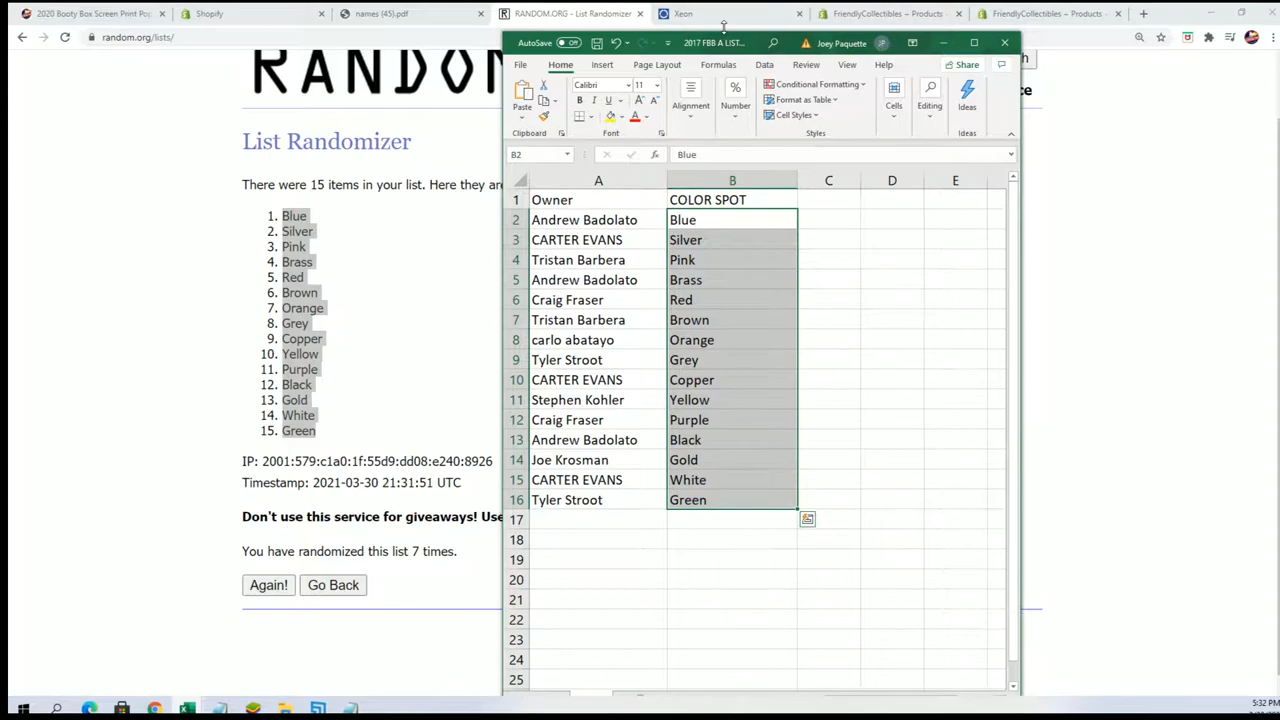 2020 Booty Box Screen Print Pop
Shopify
names (45).pdf
RANDOM.ORG - List Randomizer
Xeon
FriendlyCollectibles ~ Products
FriendlyCollectibles ~ Products
random.org/lists/
RANDO
List Randomizer
There were 15 items in your list. Here they are
1. Blue
2. Silver
3. Pink
4. Brass
5. Red
6. Brown
7. Orange
8. Grey
9. Copper
10. Yellow
11. Purple
12. Black
13. Gold
14. White
15. Green
IP: 2001:579:c1a0:1f:55d9:dd08:e240:8926
Timestamp: 2021-03-30 21:31:51 UTC
Don't use this service for giveaways! Use
You have randomized this list 7 times.
Again! Go Back
AutoSave Off 2017 FBB A LIST... Joey Paquette JP
File Home Insert Page Layout Formulas Data Review View Help Share
Paste Calibri 11 Alignment Number Conditional Formatting Cells Editing Ideas
B I U Format as Table
Cell Styles
Clipboard Font Styles Ideas
B2 fx Blue
A B C D E
1 Owner COLOR SPOT
2 Andrew Badolato Blue
3 CARTER EVANS Silver
4 Tristan Barbera Pink
5 Andrew Badolato Brass
6 Craig Fraser Red
7 Tristan Barbera Brown
8 carlo abatayo Orange
9 Tyler Stroot Grey
10 CARTER EVANS Copper
11 Stephen Kohler Yellow
12 Craig Fraser Purple
13 Andrew Badolato Black
14 Joe Krosman Gold
15 CARTER EVANS White
16 Tyler Stroot Green
17
18
19
20
21
22
23
24
25
5:32 PM